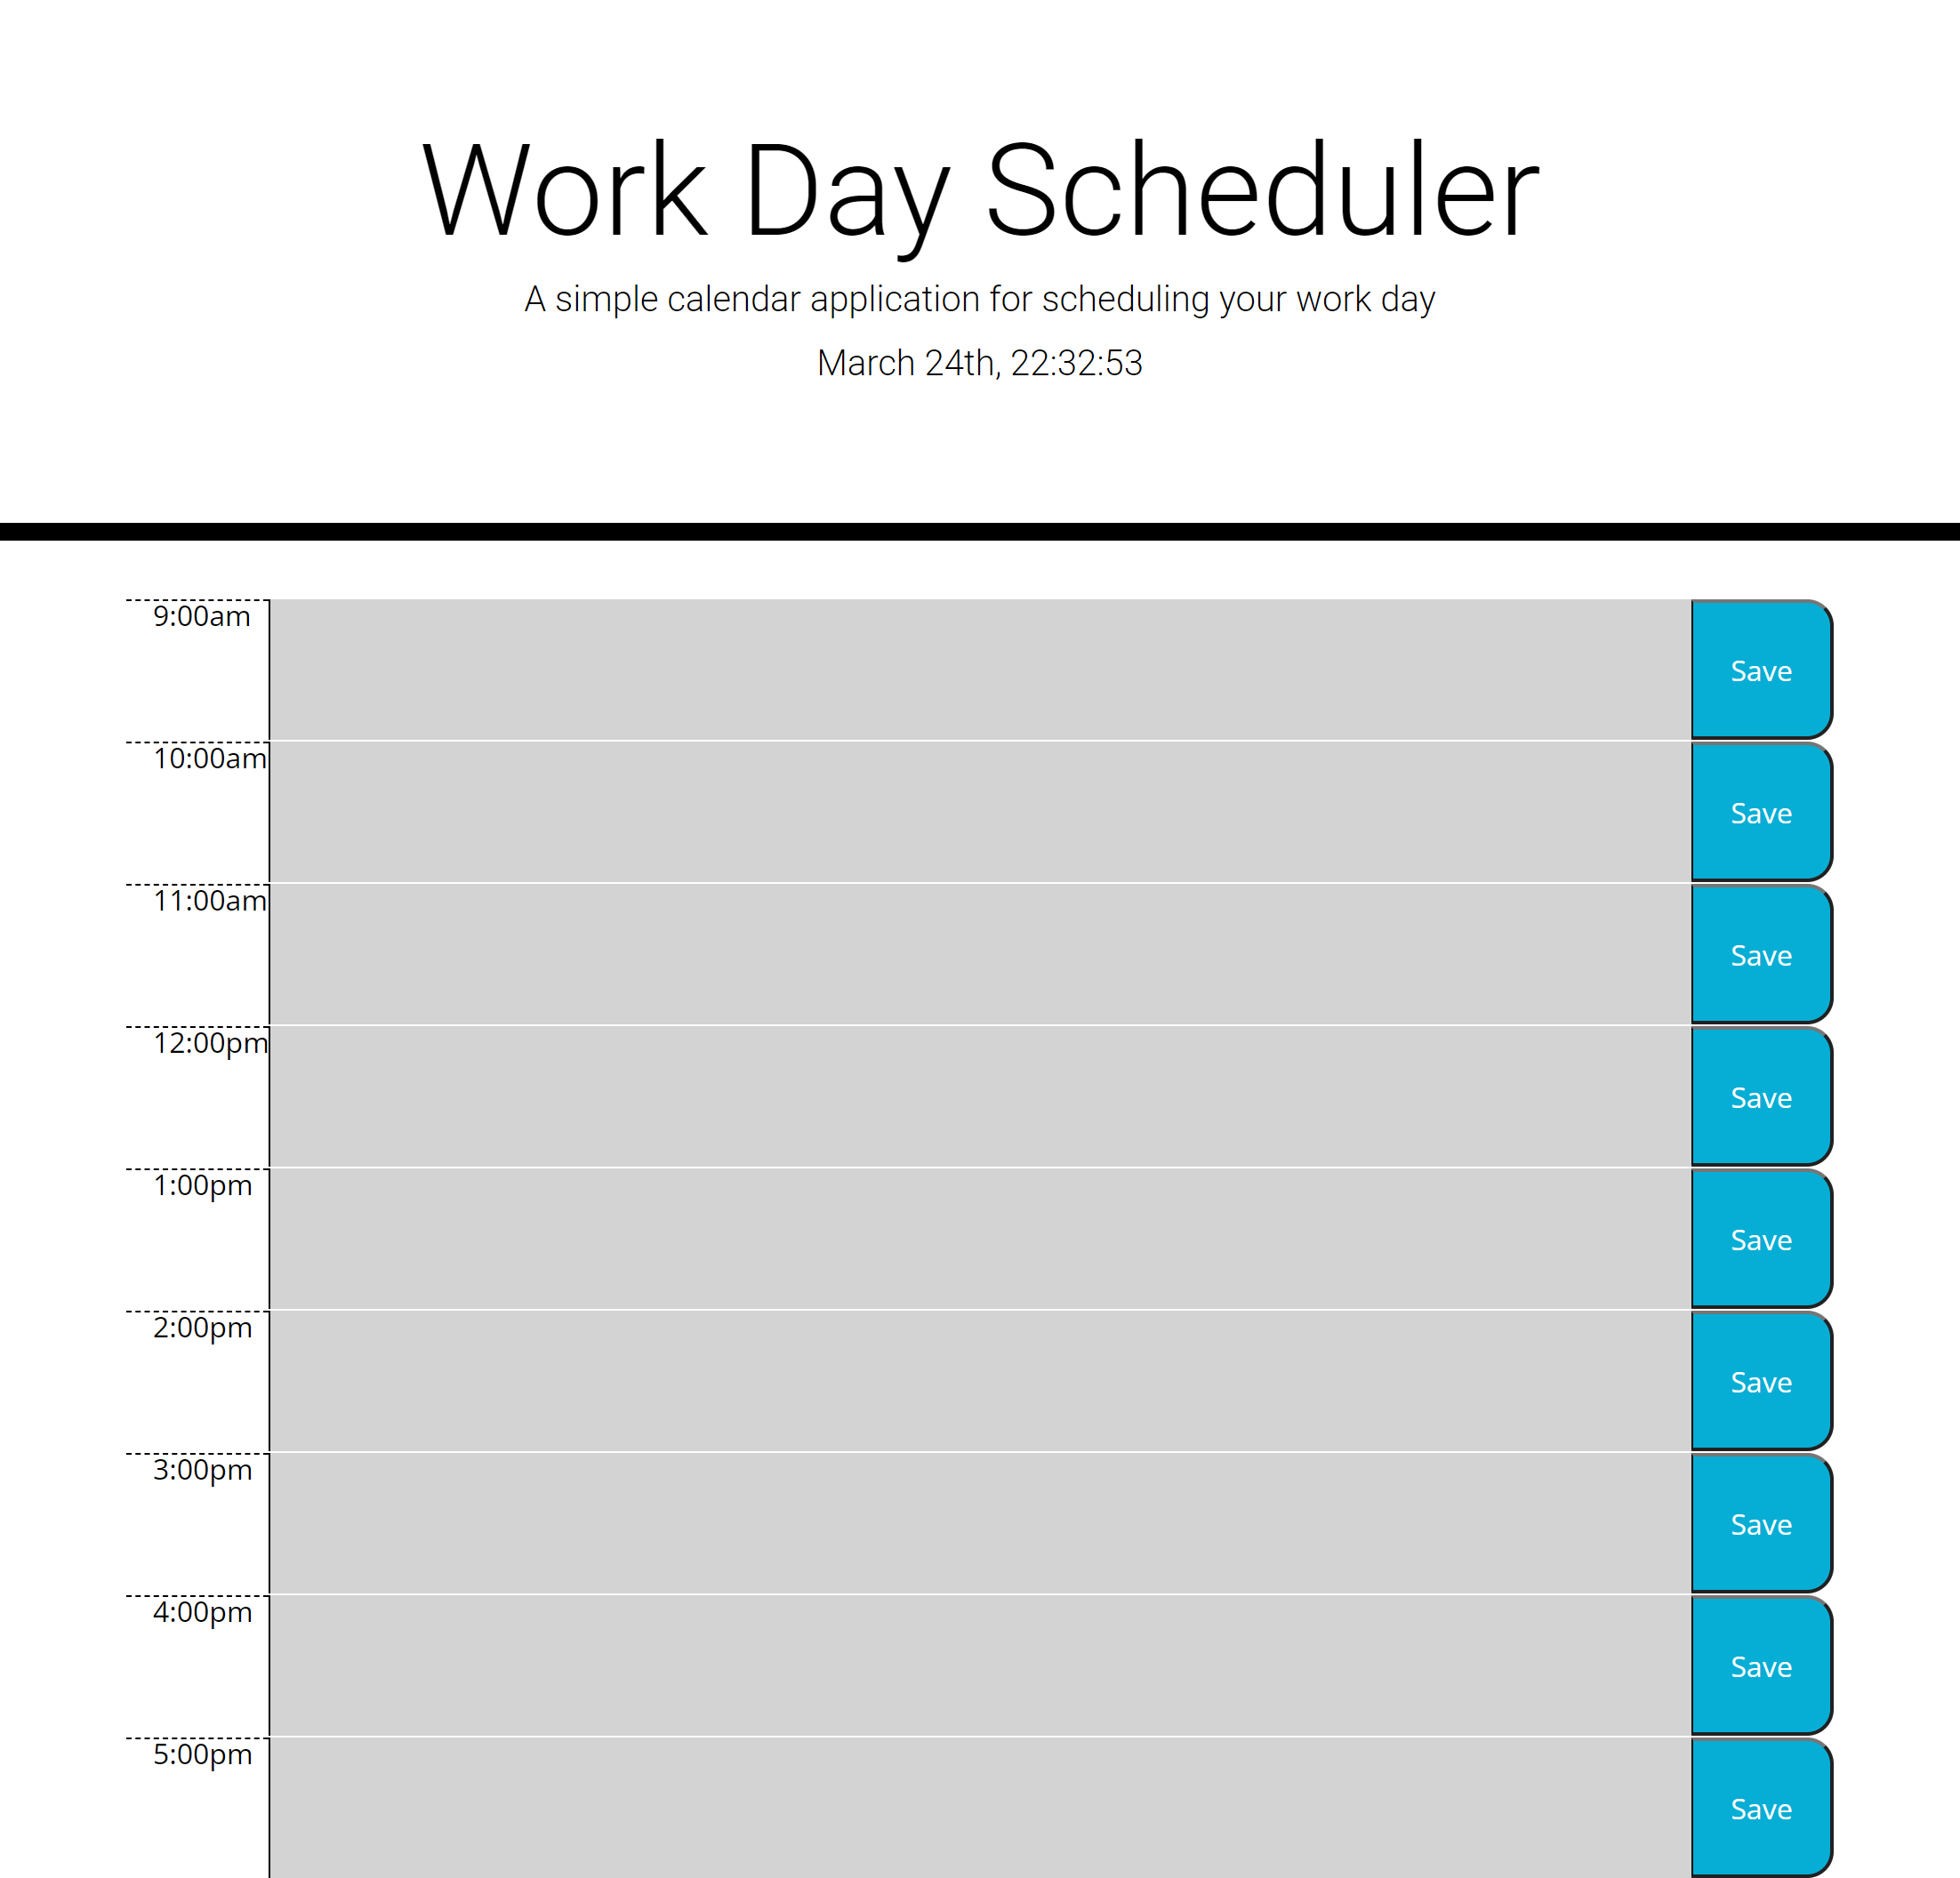 Work Day Scheduler
A simple calendar application for scheduling your work day
March 24th, 22:32:53
9:00am
Save
10:00am
Save
11:00am
Save
12:00pm
Save
1:00pm
Save
2:00pm
Save
3:00pm
Save
4:00pm
Save
5:00pm
Save